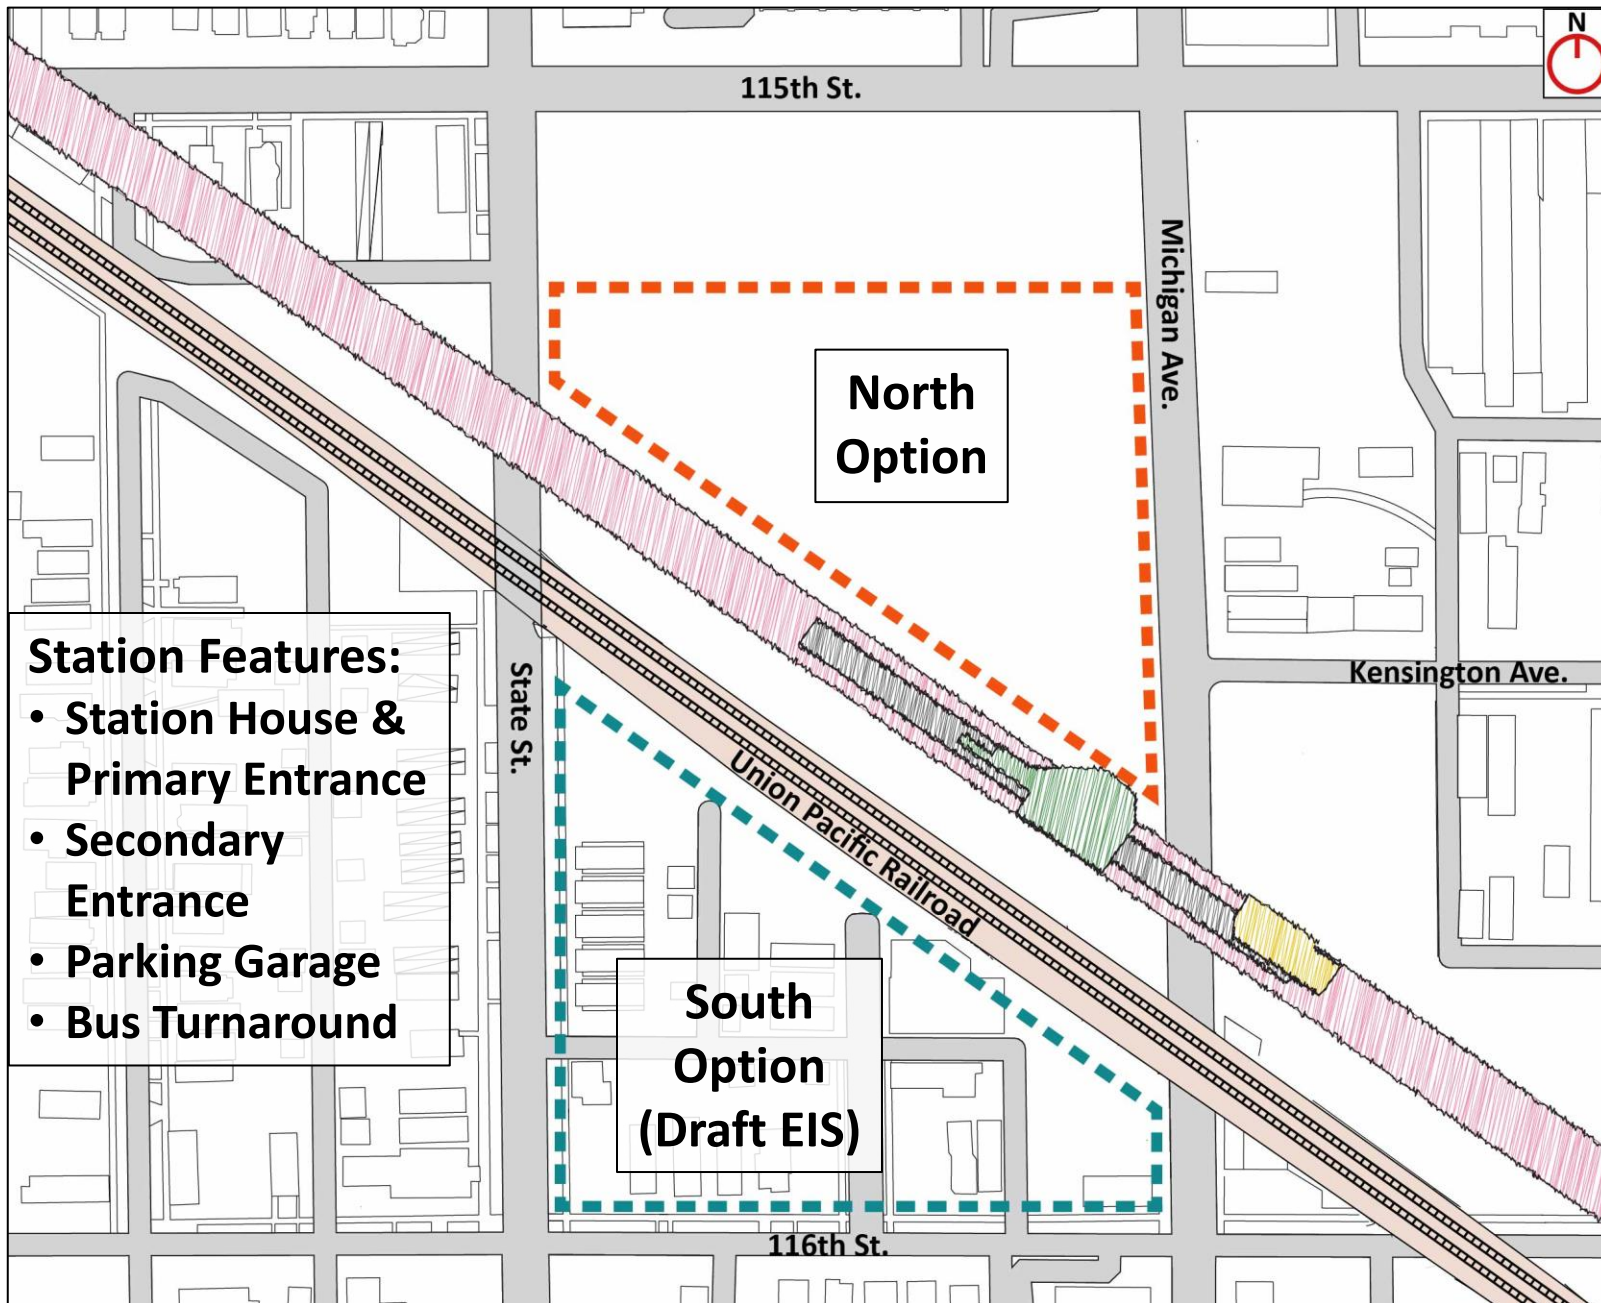 N
115th St.
Michigan Ave.
North
Option
Kensington Ave.
Station Features:
• Station House &
Primary Entrance
• Secondary
Entrance
• Parking Garage
• Bus Turnaround
State St.
Union Pacific Railroad
South
Option
(Draft EIS)
116th St.